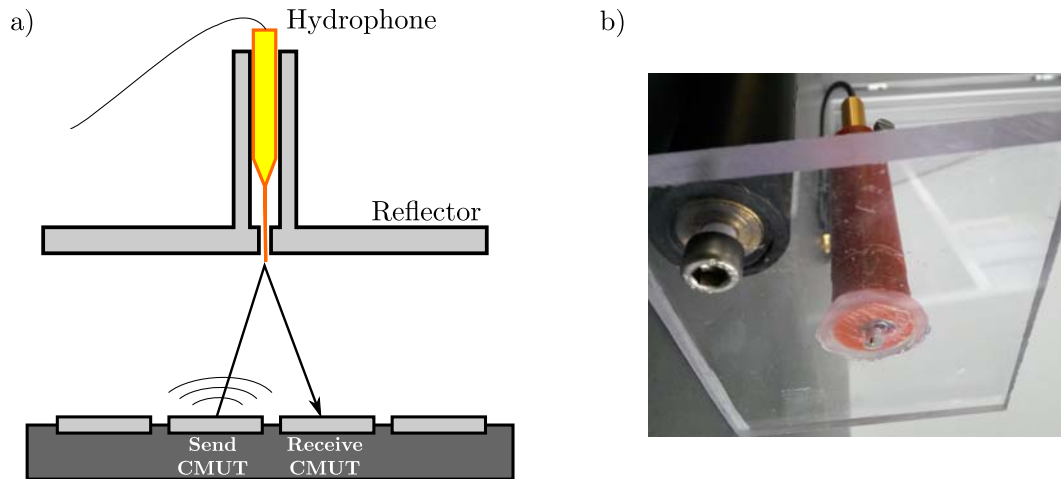 a)
Hydrophone
Reflector
Send
CMUT
Receive
CMUT
b)